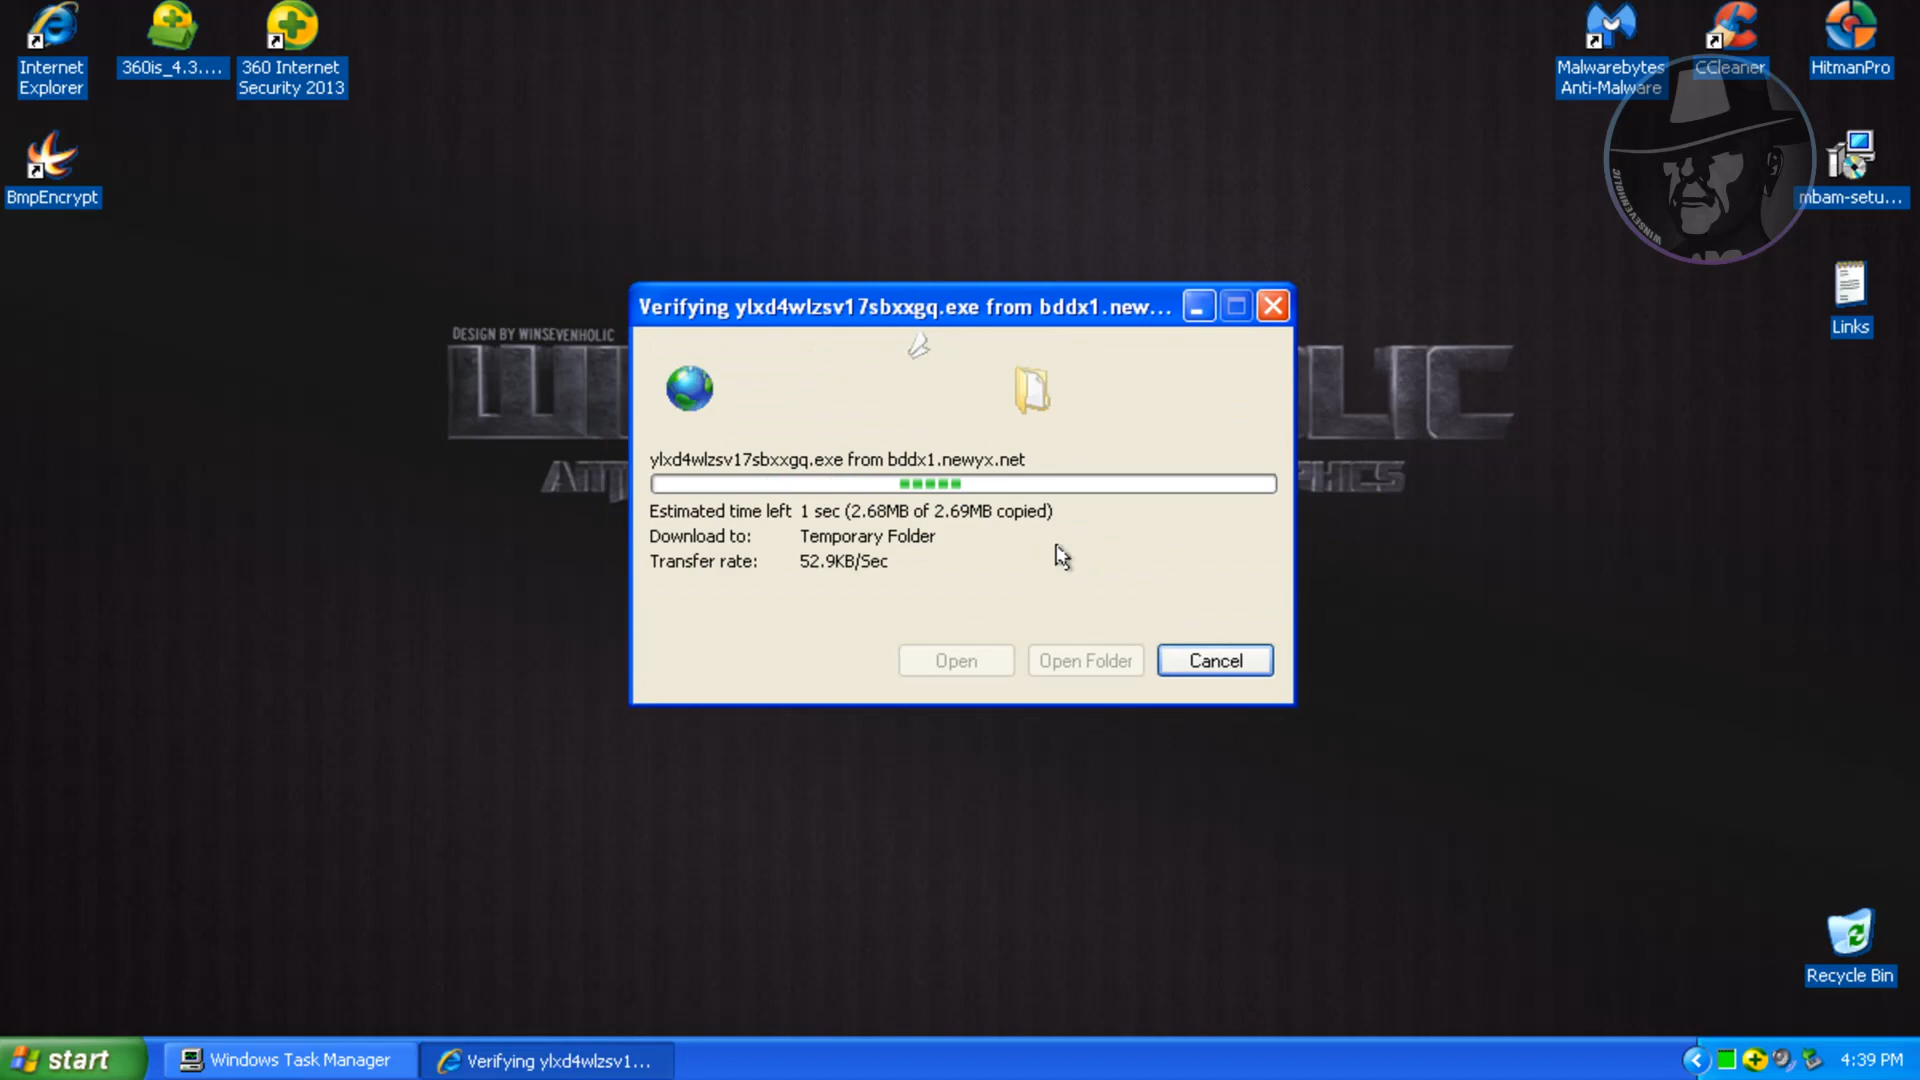 Internet
Explorer
360is_4.3....
360 Internet
Security 2013
BmpEncrypt
Malwarebytes
Anti-Malware
CCleaner
HitmanPro
mbam-setu...
WINSEVENHOLIC
Links
DESIGN BY WINSEVENHOLIC
Verifying ylxd4wlzsv17sbxxgq.exe from bddx1.new...
ylxd4wlzsv17sbxxgq.exe from bddx1.newyx.net
Estimated time left 1 sec (2.68MB of 2.69MB copied)
Download to: Temporary Folder
Transfer rate: 52.9KB/Sec
Open
Open Folder
Cancel
Recycle Bin
start
Windows Task Manager
Verifying ylxd4wlzsv1...
4:39 PM